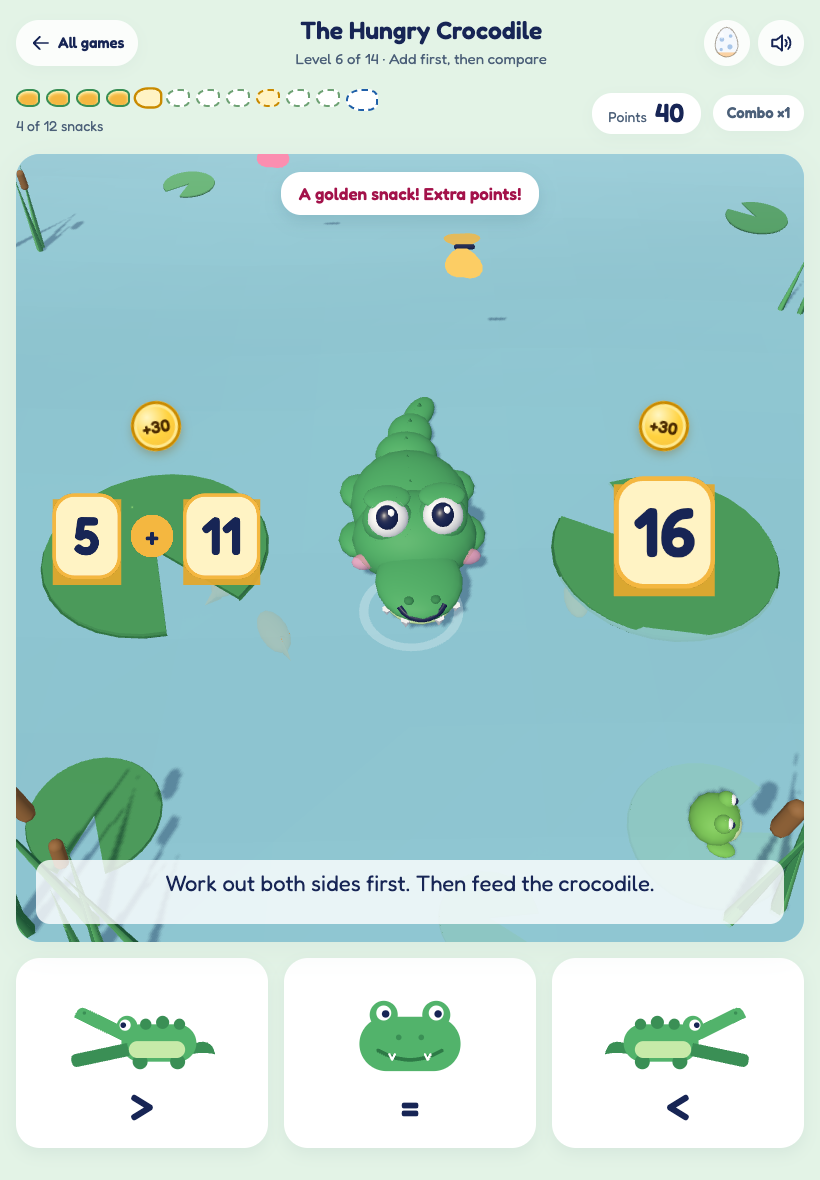 All games
The Hungry Crocodile
Level 6 of 14 · Add first, then compare
4 of 12 snacks
Points 40
Combo ×1
A golden snack! Extra points!
+30
+30
5 + 11
16
Work out both sides first. Then feed the crocodile.
> = <